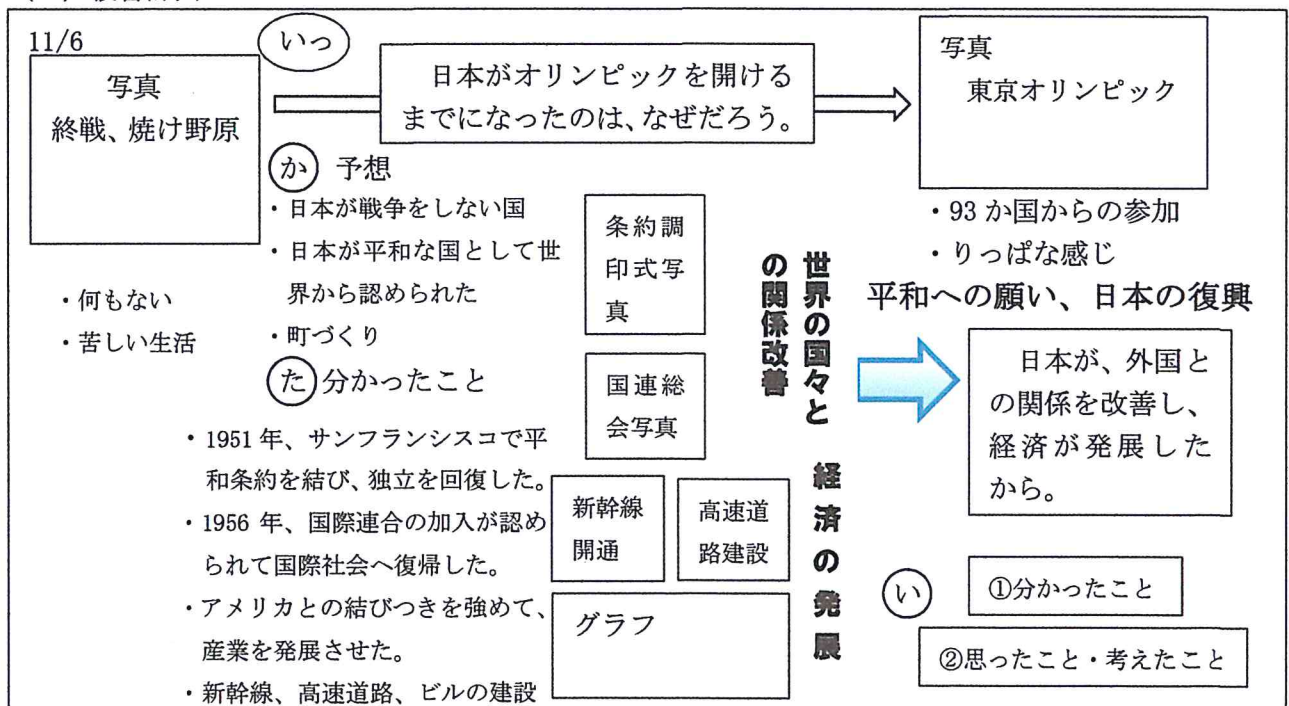 11/6
写真
終戦、焼け野原
・何もない
・苦しい生活
いっ
日本がオリンピックを開ける
までになったのは、なぜだろう。
か 予想
・日本が戦争をしない国
・日本が平和な国として世
界から認められた
・町づくり
た 分かったこと
・1951 年、サンフランシスコで平
和条約を結び、独立を回復した。
・1956 年、国際連合の加入が認め
られて国際社会へ復帰した。
・アメリカとの結びつきを強めて、
産業を発展させた。
・新幹線、高速道路、ビルの建設
条約調
印式写
真
国連総
会写真
新幹線
開通
高速道
路建設
グラフ
世界の国々と
の関係改善
経済の発展
写真
東京オリンピック
・93 か国からの参加
・りっぱな感じ
平和への願い、日本の復興
日本が、外国と
の関係を改善し、
経済が発展した
から。
い
①分かったこと
②思ったこと・考えたこと